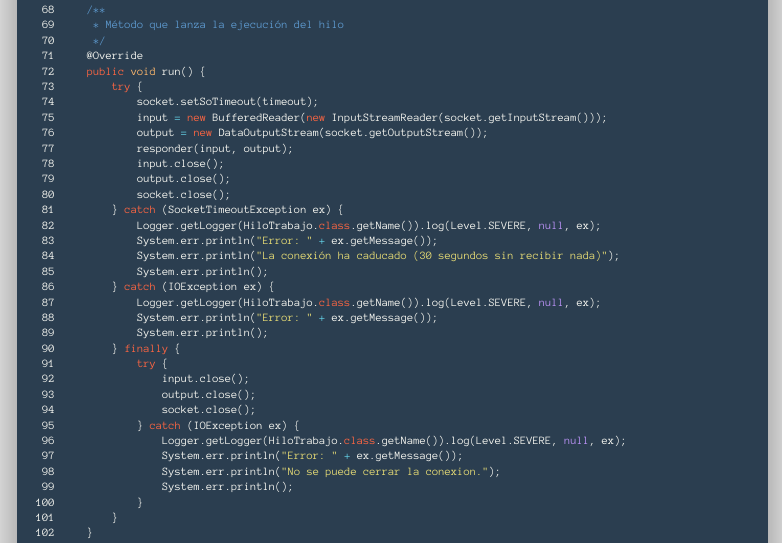 68 /**
69 * Método que lanza la ejecución del hilo
70 */
71 @Override
72 public void run() {
73 try {
74 socket.setSoTimeout(timeout);
75 input = new BufferedReader(new InputStreamReader(socket.getInputStream()));
76 output = new DataOutputStream(socket.getOutputStream());
77 responder(input, output);
78 input.close();
79 output.close();
80 socket.close();
81 } catch (SocketTimeoutException ex) {
82 Logger.getLogger(HiloTrabajo.class.getName()).log(Level.SEVERE, null, ex);
83 System.err.println("Error: " + ex.getMessage());
84 System.err.println("La conexión ha caducado (30 segundos sin recibir nada)");
85 System.err.println();
86 } catch (IOException ex) {
87 Logger.getLogger(HiloTrabajo.class.getName()).log(Level.SEVERE, null, ex);
88 System.err.println("Error: " + ex.getMessage());
89 System.err.println();
90 } finally {
91 try {
92 input.close();
93 output.close();
94 socket.close();
95 } catch (IOException ex) {
96 Logger.getLogger(HiloTrabajo.class.getName()).log(Level.SEVERE, null, ex);
97 System.err.println("Error: " + ex.getMessage());
98 System.err.println("No se puede cerrar la conexion.");
99 System.err.println();
100 }
101 }
102 }